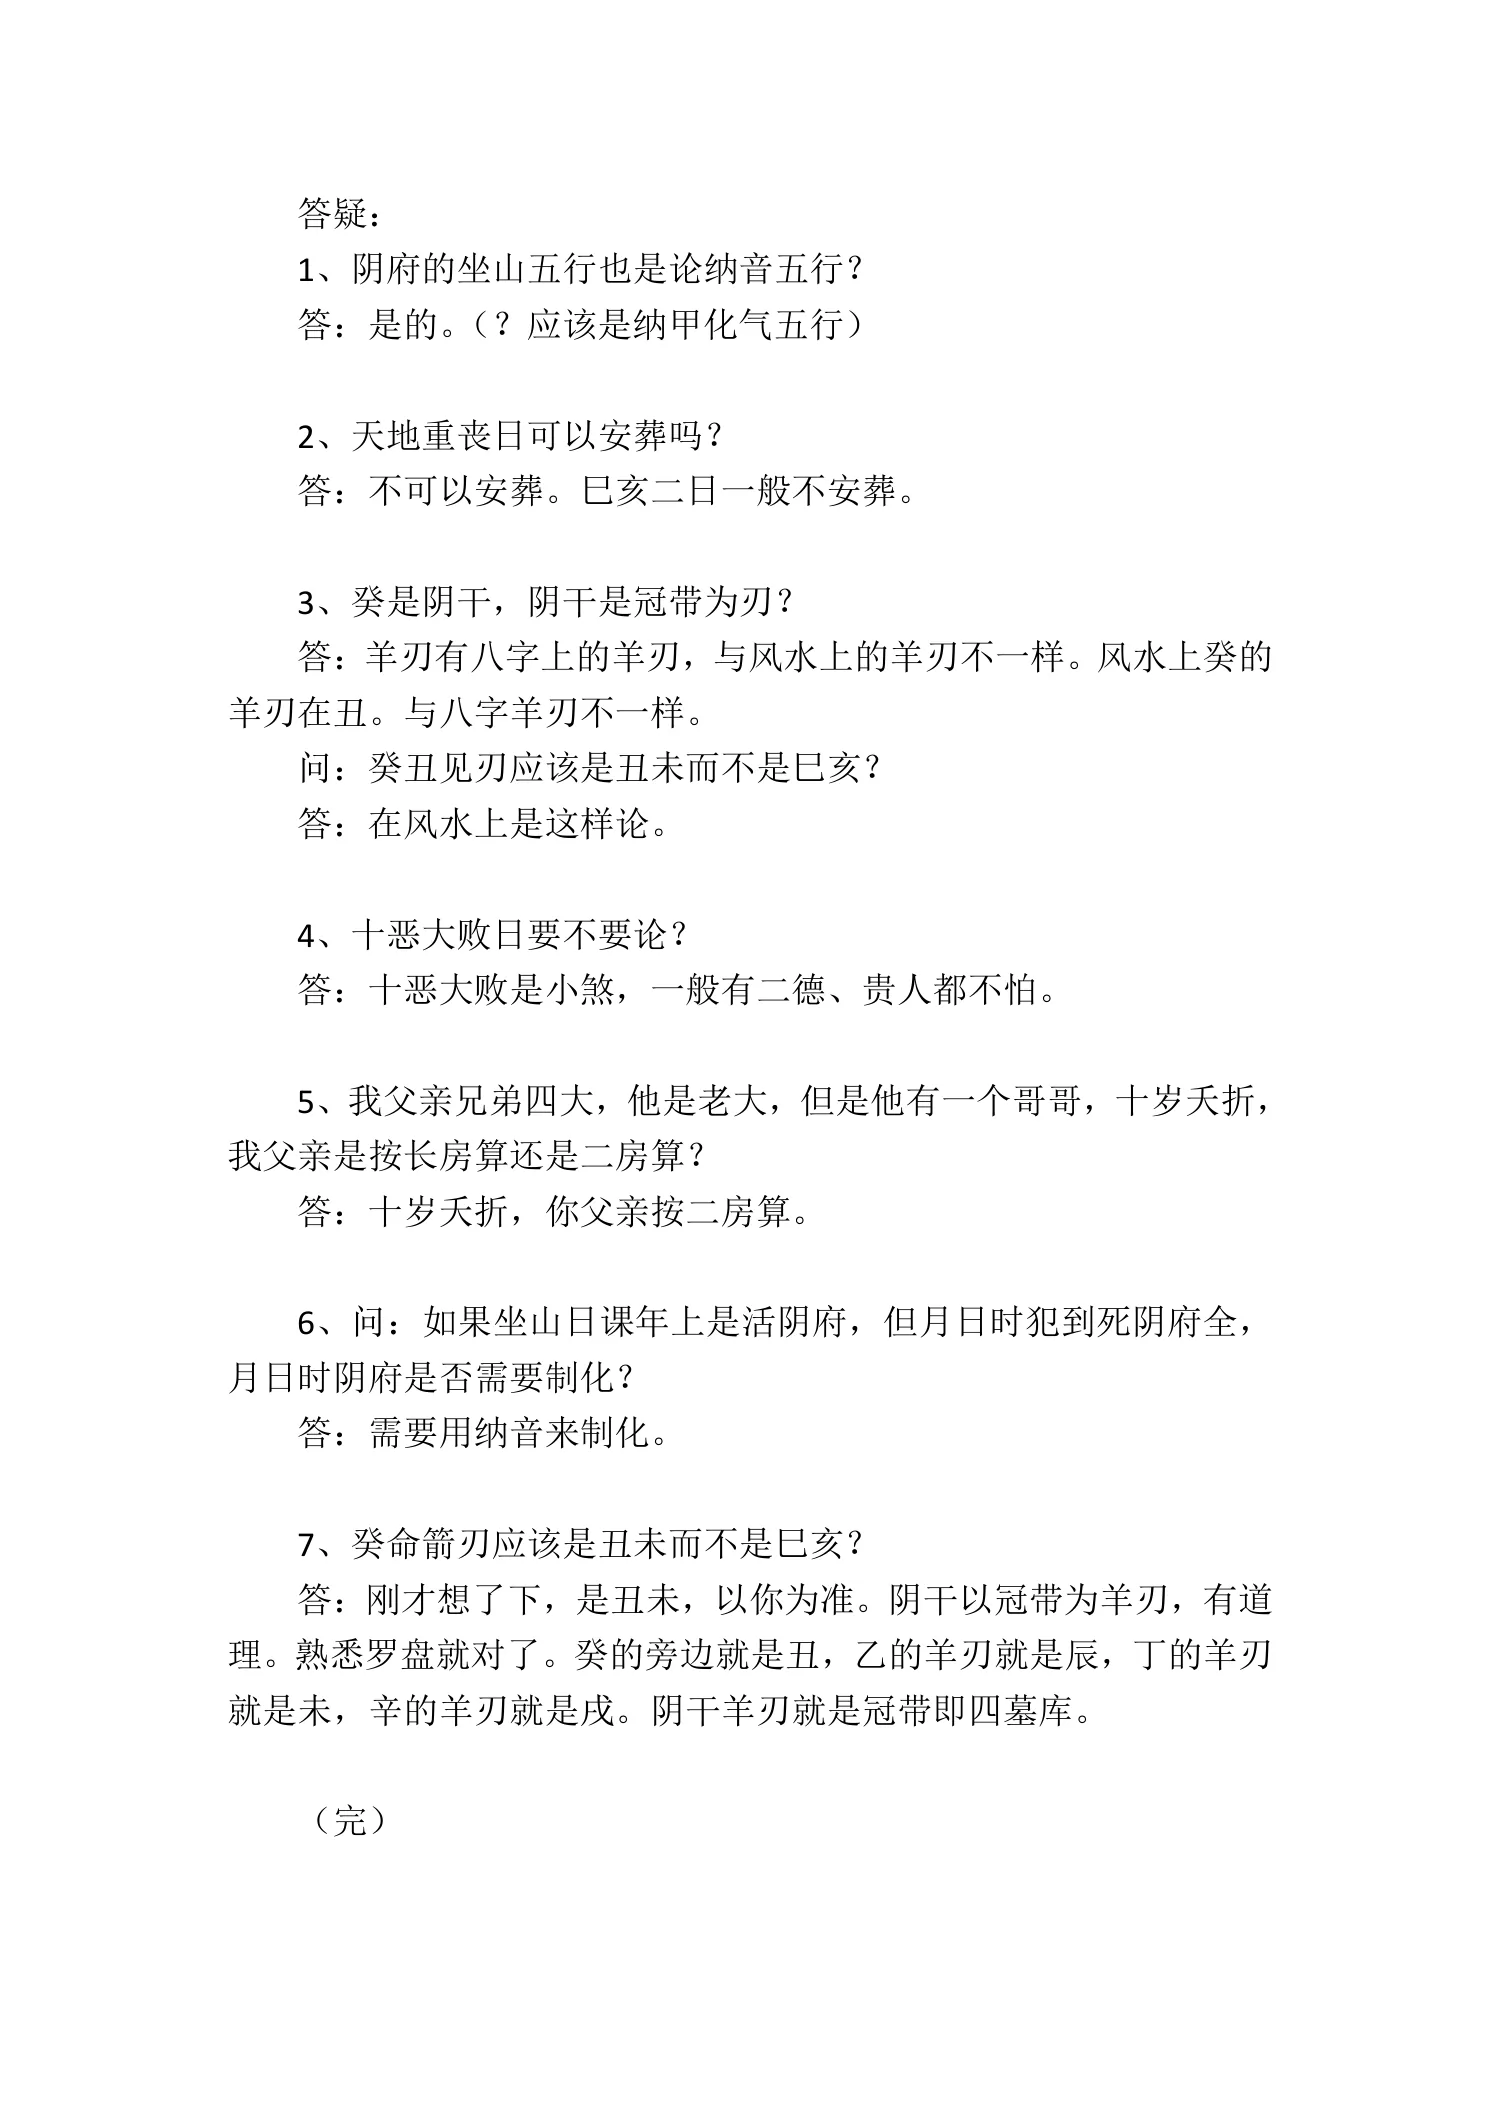 答疑：
1、阴府的坐山五行也是论纳音五行？
答：是的。（？应该是纳甲化气五行）
2、天地重丧日可以安葬吗？
答：不可以安葬。巳亥二日一般不安葬。
3、癸是阴干，阴干是冠带为刃？
答：羊刃有八字上的羊刃，与风水上的羊刃不一样。风水上癸的
羊刃在丑。与八字羊刃不一样。
问：癸丑见刃应该是丑未而不是巳亥？
答：在风水上是这样论。
4、十恶大败日要不要论？
答：十恶大败是小煞，一般有二德、贵人都不怕。
5、我父亲兄弟四大，他是老大，但是他有一个哥哥，十岁夭折，
我父亲是按长房算还是二房算？
答：十岁夭折，你父亲按二房算。
6、问：如果坐山日课年上是活阴府，但月日时犯到死阴府全，
月日时阴府是否需要制化？
答：需要用纳音来制化。
7、癸命箭刃应该是丑未而不是巳亥？
答：刚才想了下，是丑未，以你为准。阴干以冠带为羊刃，有道
理。熟悉罗盘就对了。癸的旁边就是丑，乙的羊刃就是辰，丁的羊刃
就是未，辛的羊刃就是戌。阴干羊刃就是冠带即四墓库。
（完）